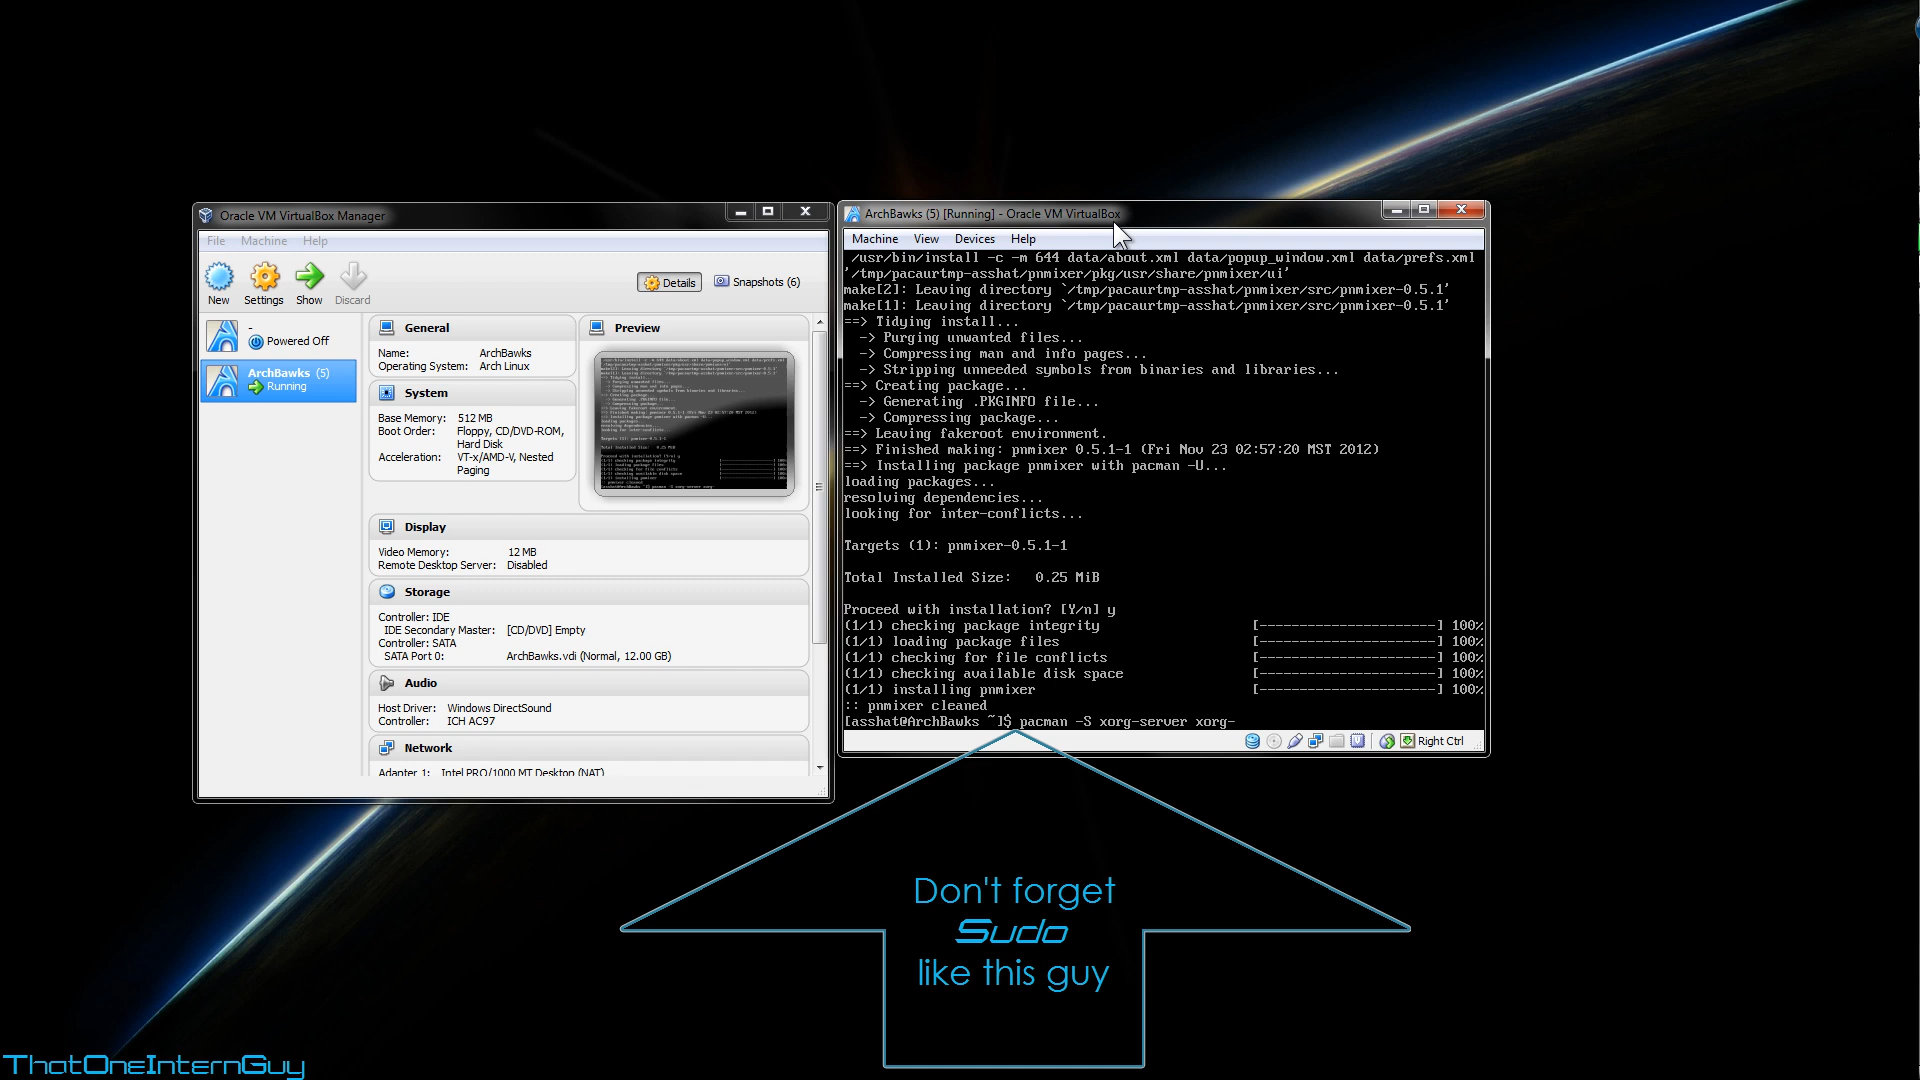 Oracle VM VirtualBox Manager
File Machine Help
New Settings Show Discard
Details Snapshots (6)
-
Powered Off
ArchBawks (5)
Running
General
Name: ArchBawks
Operating System: Arch Linux
System
Base Memory: 512 MB
Boot Order: Floppy, CD/DVD-ROM,
Hard Disk
Acceleration: VT-x/AMD-V, Nested
Paging
Preview
Display
Video Memory: 12 MB
Remote Desktop Server: Disabled
Storage
Controller: IDE
IDE Secondary Master: [CD/DVD] Empty
Controller: SATA
SATA Port 0: ArchBawks.vdi (Normal, 12.00 GB)
Audio
Host Driver: Windows DirectSound
Controller: ICH AC97
Network
Adapter 1: Intel PRO/1000 MT Desktop (NAT)
ArchBawks (5) [Running] - Oracle VM VirtualBox
Machine View Devices Help
/usr/bin/install -c -m 644 data/about.xml data/popup_window.xml data/prefs.xml
'/tmp/pacaurtmp-asshat/pnmixer/pkg/usr/share/pnmixer/ui'
make[2]: Leaving directory `/tmp/pacaurtmp-asshat/pnmixer/src/pnmixer-0.5.1'
make[1]: Leaving directory `/tmp/pacaurtmp-asshat/pnmixer/src/pnmixer-0.5.1'
==> Tidying install...
-> Purging unwanted files...
-> Compressing man and info pages...
-> Stripping unneeded symbols from binaries and libraries...
==> Creating package...
-> Generating .PKGINFO file...
-> Compressing package...
==> Leaving fakeroot environment.
==> Finished making: pnmixer 0.5.1-1 (Fri Nov 23 02:57:20 MST 2012)
==> Installing package pnmixer with pacman -U...
loading packages...
resolving dependencies...
looking for inter-conflicts...
Targets (1): pnmixer-0.5.1-1
Total Installed Size: 0.25 MiB
Proceed with installation? [Y/n] y
(1/1) checking package integrity [----------------------] 100%
(1/1) loading package files [----------------------] 100%
(1/1) checking for file conflicts [----------------------] 100%
(1/1) checking available disk space [----------------------] 100%
(1/1) installing pnmixer [----------------------] 100%
:: pnmixer cleaned
[asshat@ArchBawks ~]$ pacman -S xorg-server xorg-
Right Ctrl
Don't forget
Sudo
like this guy
ThatOneInternGuy